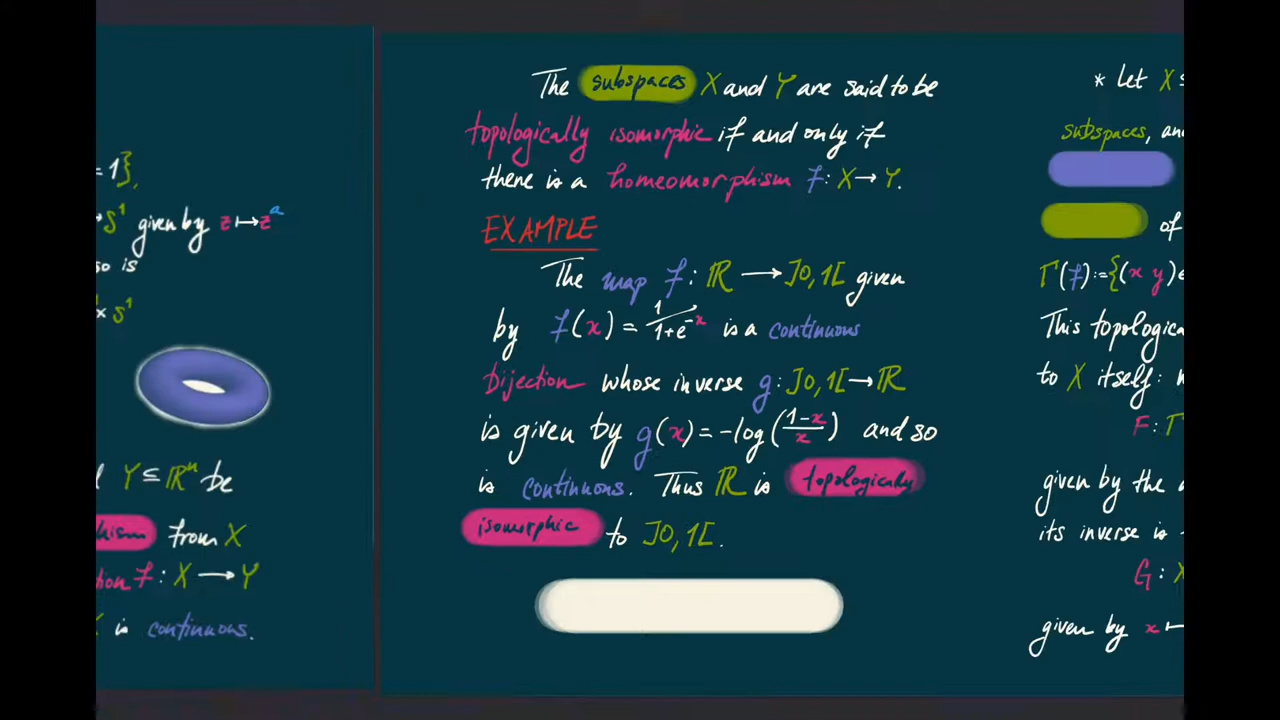 = 1},
S¹ given by z ↦ zᵃ
so is
× S¹
Y ⊆ ℝⁿ be
from X
f : X ⟶ Y
is continuous.
The subspaces X and Y are said to be
topologically isomorphic if and only if
there is a homeomorphism f : X → Y.
EXAMPLE
The map f : ℝ ⟶ ]0,1[ given
by f(x) = 1/(1+e⁻ˣ) is a continuous
bijection whose inverse g : ]0,1[ → ℝ
is given by g(x) = -log((1-x)/x) and so
is continuous. Thus ℝ is topologically
isomorphic to ]0,1[.
* Let X
subspaces,
of
Γ(f) := {(x y)
This
to X itself:
F : Γ
given by the
its inverse is
G : X
given by x ↦